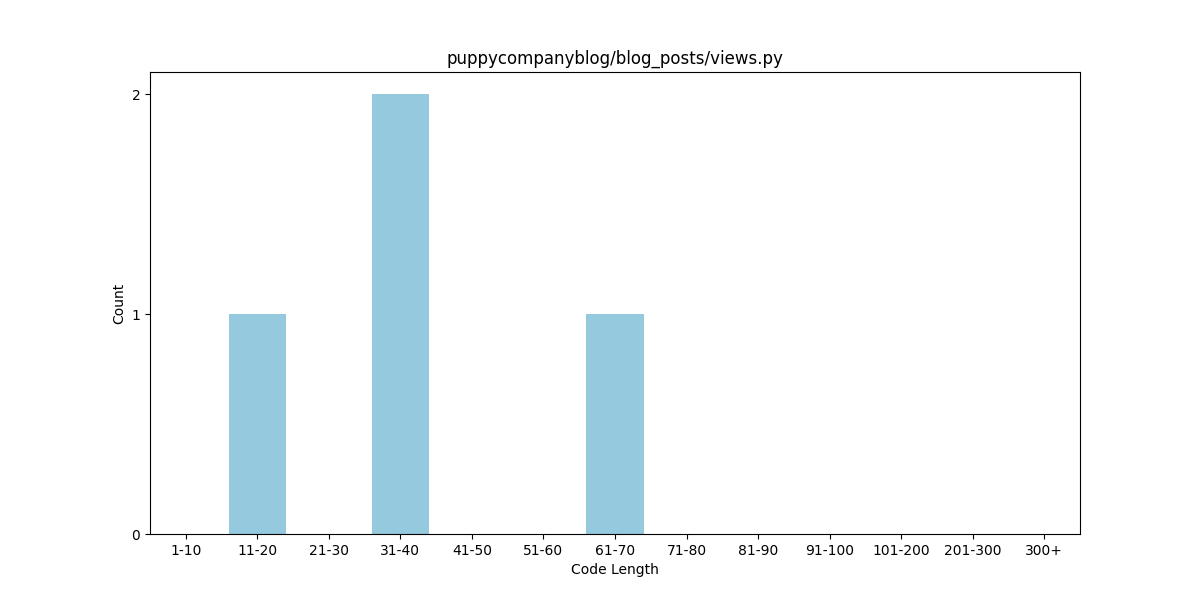 puppycompanyblog/blog_posts/views.py
Count
2
1
0
1-10 11-20 21-30 31-40 41-50 51-60 61-70 71-80 81-90 91-100 101-200 201-300 300+
Code Length